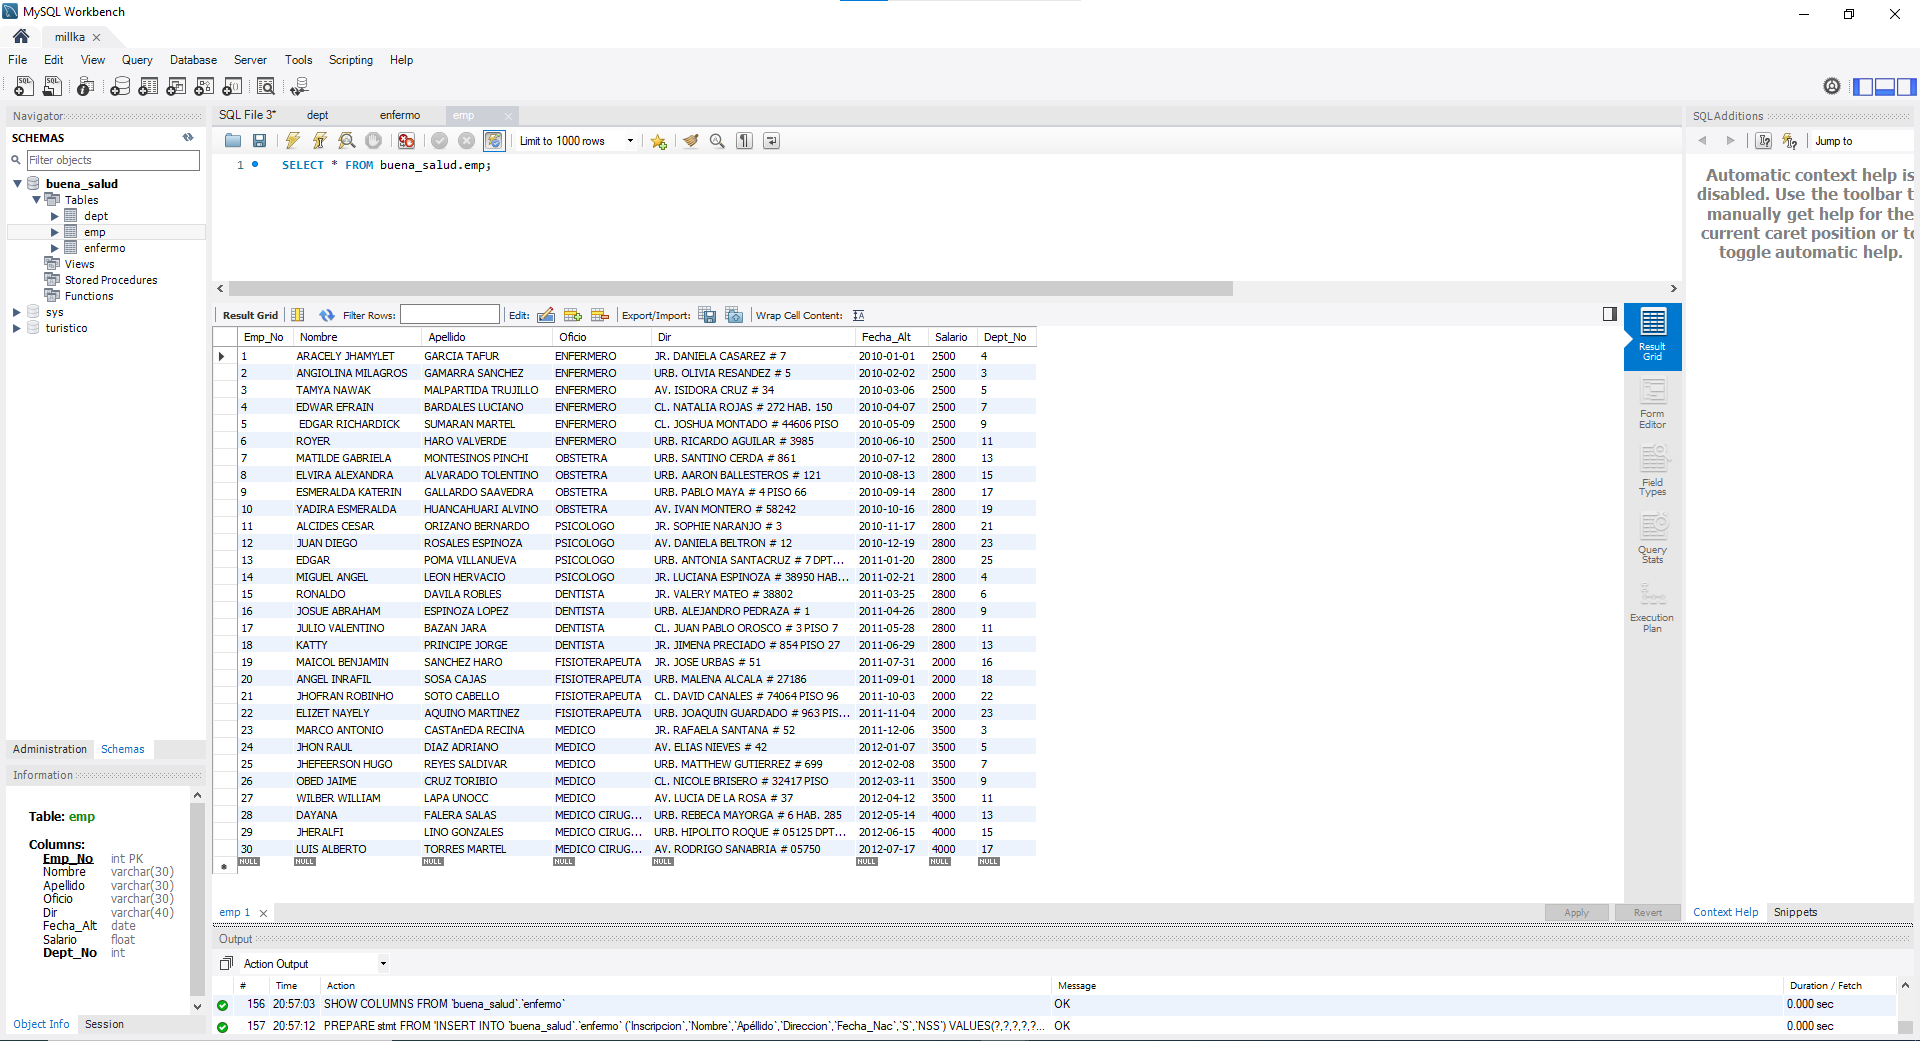 MySQL Workbench
millka
File Edit View Query Database Server Tools Scripting Help
Navigator
SCHEMAS
Filter objects
buena_salud
Tables
dept
emp
enfermo
Views
Stored Procedures
Functions
sys
turistico
Administration Schemas
Information
Table: emp
Columns:
Emp_No int PK
Nombre varchar(30)
Apellido varchar(30)
Oficio varchar(30)
Dir varchar(40)
Fecha_Alt date
Salario float
Dept_No int
Object Info Session
SQL File 3* dept enfermo emp
Limit to 1000 rows
1 SELECT * FROM buena_salud.emp;
Result Grid Filter Rows: Edit: Export/Import: Wrap Cell Content:
Emp_No Nombre Apellido Oficio Dir Fecha_Alt Salario Dept_No
1 ARACELY JHAMYLET GARCIA TAFUR ENFERMERO JR. DANIELA CASAREZ # 7 2010-01-01 2500 4
2 ANGIOLINA MILAGROS GAMARRA SANCHEZ ENFERMERO URB. OLIVIA RESANDEZ # 5 2010-02-02 2500 3
3 TAMYA NAWAK MALPARTIDA TRUJILLO ENFERMERO AV. ISIDORA CRUZ # 34 2010-03-06 2500 5
4 EDWAR EFRAIN BARDALES LUCIANO ENFERMERO CL. NATALIA ROJAS # 272 HAB. 150 2010-04-07 2500 7
5 EDGAR RICHARDICK SUMARAN MARTEL ENFERMERO CL. JOSHUA MONTADO # 44606 PISO 2010-05-09 2500 9
6 ROYER HARO VALVERDE ENFERMERO URB. RICARDO AGUILAR # 3985 2010-06-10 2500 11
7 MATILDE GABRIELA MONTESINOS PINCHI OBSTETRA URB. SANTINO CERDA # 861 2010-07-12 2800 13
8 ELVIRA ALEXANDRA ALVARADO TOLENTINO OBSTETRA URB. AARON BALLESTEROS # 121 2010-08-13 2800 15
9 ESMERALDA KATERIN GALLARDO SAAVEDRA OBSTETRA URB. PABLO MAYA # 4 PISO 66 2010-09-14 2800 17
10 YADIRA ESMERALDA HUANCAHUARI ALVINO OBSTETRA AV. IVAN MONTERO # 58242 2010-10-16 2800 19
11 ALCIDES CESAR ORIZANO BERNARDO PSICOLOGO JR. SOPHIE NARANJO # 3 2010-11-17 2800 21
12 JUAN DIEGO ROSALES ESPINOZA PSICOLOGO AV. DANIELA BELTRON # 12 2010-12-19 2800 23
13 EDGAR POMA VILLANUEVA PSICOLOGO URB. ANTONIA SANTACRUZ # 7 DPT... 2011-01-20 2800 25
14 MIGUEL ANGEL LEON HERVACIO PSICOLOGO JR. LUCIANA ESPINOZA # 38950 HAB... 2011-02-21 2800 4
15 RONALDO DAVILA ROBLES DENTISTA JR. VALERY MATEO # 38802 2011-03-25 2800 6
16 JOSUE ABRAHAM ESPINOZA LOPEZ DENTISTA URB. ALEJANDRO PEDRAZA # 1 2011-04-26 2800 9
17 JULIO VALENTINO BAZAN JARA DENTISTA CL. JUAN PABLO OROSCO # 3 PISO 7 2011-05-28 2800 11
18 KATTY PRINCIPE JORGE DENTISTA JR. JIMENA PRECIADO # 854 PISO 27 2011-06-29 2800 13
19 MAICOL BENJAMIN SANCHEZ HARO FISIOTERAPEUTA JR. JOSE URBAS # 51 2011-07-31 2000 16
20 ANGEL INRAFIL SOSA CAJAS FISIOTERAPEUTA URB. MALENA ALCALA # 27186 2011-09-01 2000 18
21 JHOFRAN ROBINHO SOTO CABELLO FISIOTERAPEUTA CL. DAVID CANALES # 74064 PISO 96 2011-10-03 2000 22
22 ELIZET NAYELY AQUINO MARTINEZ FISIOTERAPEUTA URB. JOAQUIN GUARDADO # 963 PIS... 2011-11-04 2000 23
23 MARCO ANTONIO CASTAnEDA RECINA MEDICO JR. RAFAELA SANTANA # 52 2011-12-06 3500 3
24 JHON RAUL DIAZ ADRIANO MEDICO AV. ELIAS NIEVES # 42 2012-01-07 3500 5
25 JHEFEERSON HUGO REYES SALDIVAR MEDICO URB. MATTHEW GUTIERREZ # 699 2012-02-08 3500 7
26 OBED JAIME CRUZ TORIBIO MEDICO CL. NICOLE BRISERO # 32417 PISO 2012-03-11 3500 9
27 WILBER WILLIAM LAPA UNOCC MEDICO AV. LUCIA DE LA ROSA # 37 2012-04-12 3500 11
28 DAYANA FALERA SALAS MEDICO CIRUG... URB. REBECA MAYORGA # 6 HAB. 285 2012-05-14 4000 13
29 JHERALFI LINO GONZALES MEDICO CIRUG... URB. HIPOLITO ROQUE # 05125 DPT... 2012-06-15 4000 15
30 LUIS ALBERTO TORRES MARTEL MEDICO CIRUG... AV. RODRIGO SANABRIA # 05750 2012-07-17 4000 17
NULL NULL NULL NULL NULL NULL NULL NULL
Result
Grid
Form
Editor
Field
Types
Query
Stats
Execution
Plan
emp 1 Apply Revert
SQLAdditions
Jump to
Automatic context help is
disabled. Use the toolbar t
manually get help for the
current caret position or to
toggle automatic help.
Context Help Snippets
Output
Action Output
# Time Action Message Duration / Fetch
156 20:57:03 SHOW COLUMNS FROM `buena_salud`.`enfermo` OK 0.000 sec
157 20:57:12 PREPARE stmt FROM 'INSERT INTO `buena_salud`.`enfermo` (`Inscripcion`,`Nombre`,`Apéllido`,`Direccion`,`Fecha_Nac`,`S`,`NSS`) VALUES(?,?,?,?,?... OK 0.000 sec